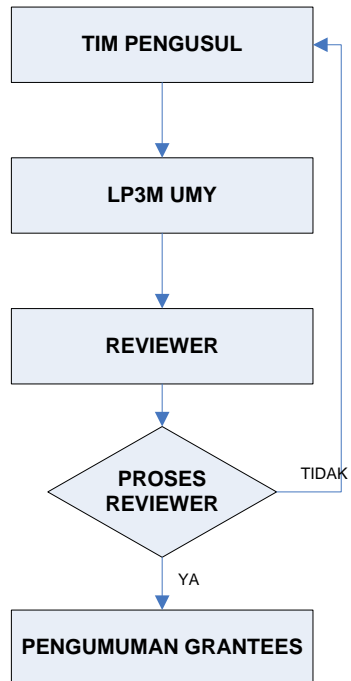 TIM PENGUSUL
LP3M UMY
REVIEWER
PROSES
REVIEWER
TIDAK
YA
PENGUMUMAN GRANTEES